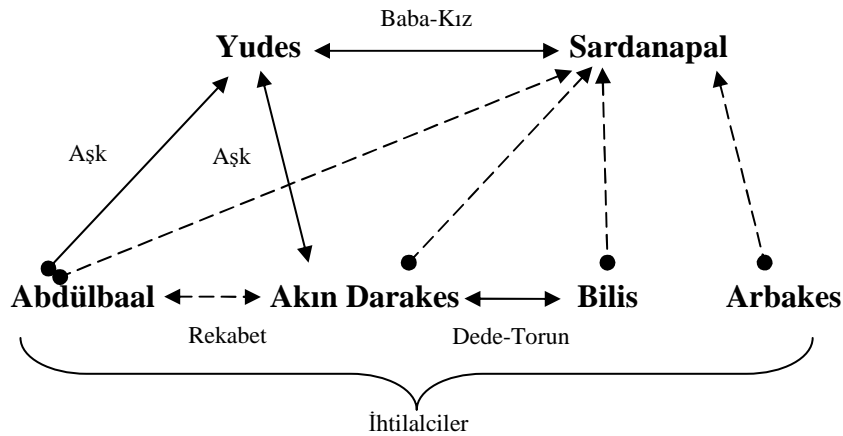 Baba-Kız
Yudes Sardanapal
Aşk Aşk
Abdülbaal Akın Darakes Bilis Arbakes
Rekabet Dede-Torun
İhtilalciler